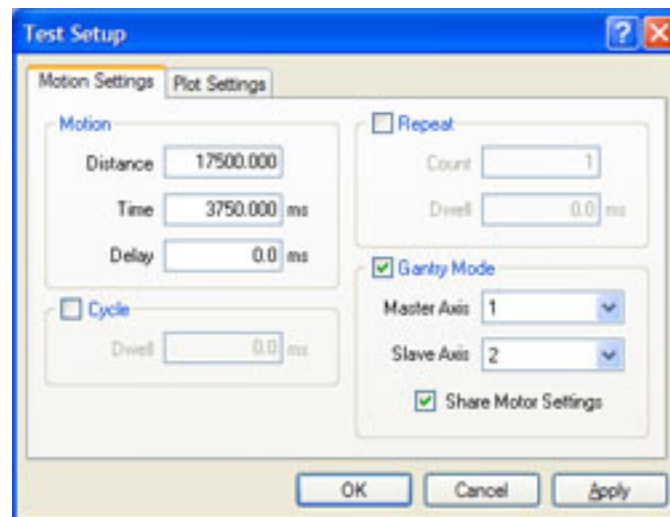 Test Setup
Motion Settings
Plot Settings
Motion
Distance 17500.000
Time 3750.000 ms
Delay 0.0 ms
Cycle
Dwell 0.0 ms
Repeat
Count 1
Dwell 0.0 ms
Gantry Mode
Master Axis 1
Slave Axis 2
Share Motor Settings
OK
Cancel
Apply